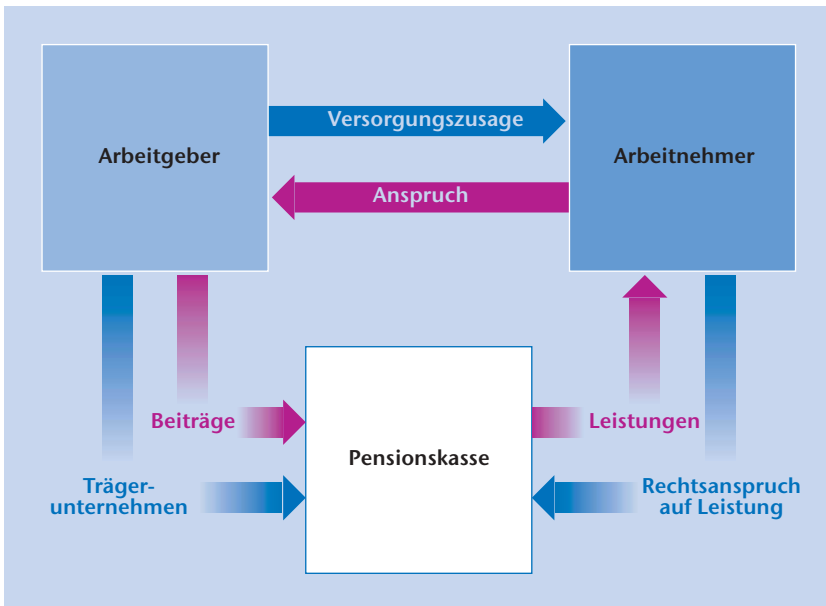 Versorgungszusage
Arbeitgeber
Arbeitnehmer
Anspruch
Beiträge
Leistungen
Pensionskasse
Träger-
unternehmen
Rechtsanspruch
auf Leistung